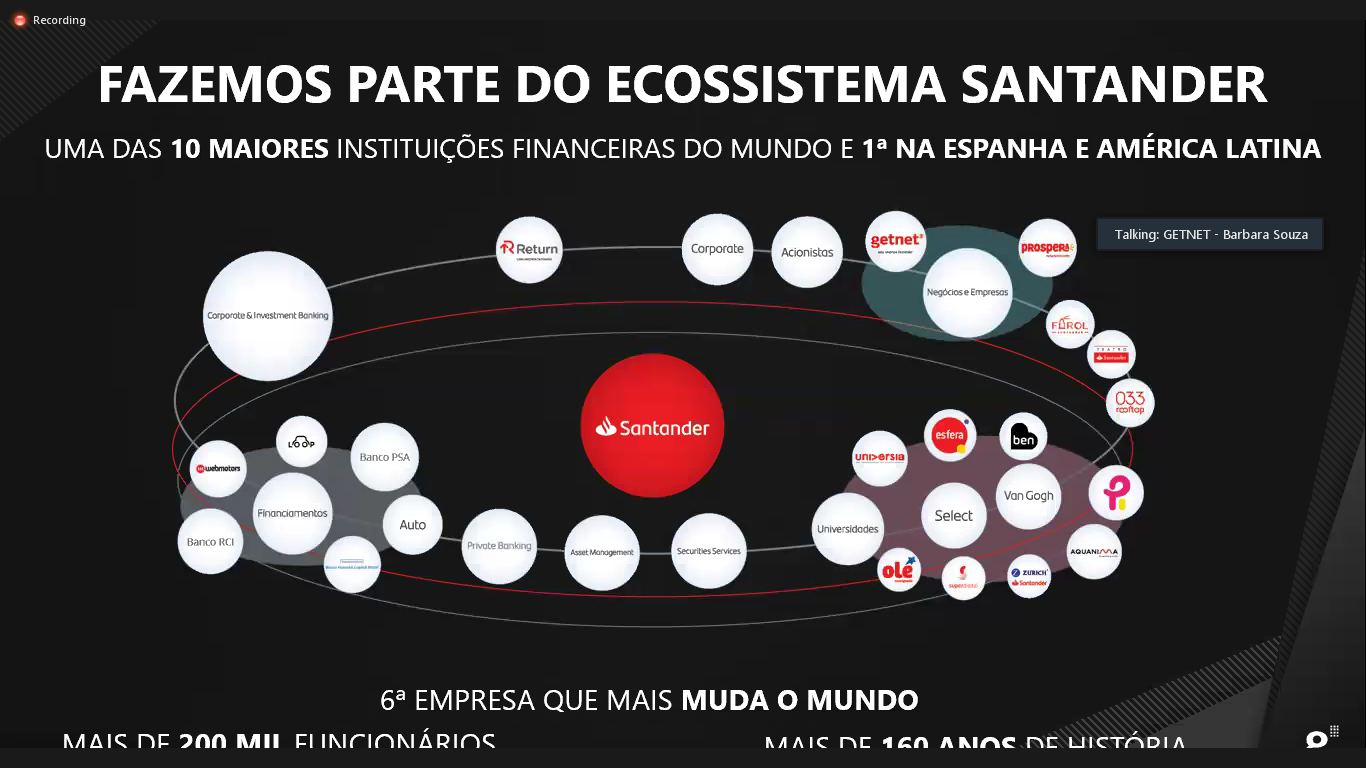 Recording
FAZEMOS PARTE DO ECOSSISTEMA SANTANDER
UMA DAS 10 MAIORES INSTITUIÇÕES FINANCEIRAS DO MUNDO E 1ª NA ESPANHA E AMÉRICA LATINA
Talking: GETNET - Barbara Souza
Return
Corporate
Acionistas
getnet
PROSPERA
Negócios e Empresas
Corporate & Investment Banking
FAROL
SANTANDER
TEATRO
Santander
033
rooftop
Santander
LOOP
webmotors
Banco PSA
Financiamentos
Auto
Banco RCI
Private Banking
Asset Management
Securities Services
universia
esfera
ben
Van Gogh
Select
Universidades
AQUANIMA
olé
superdigital
ZURICH
Santander
6ª EMPRESA QUE MAIS MUDA O MUNDO
MAIS DE 200 MIL FUNCIONÁRIOS
MAIS DE 160 ANOS DE HISTÓRIA
8